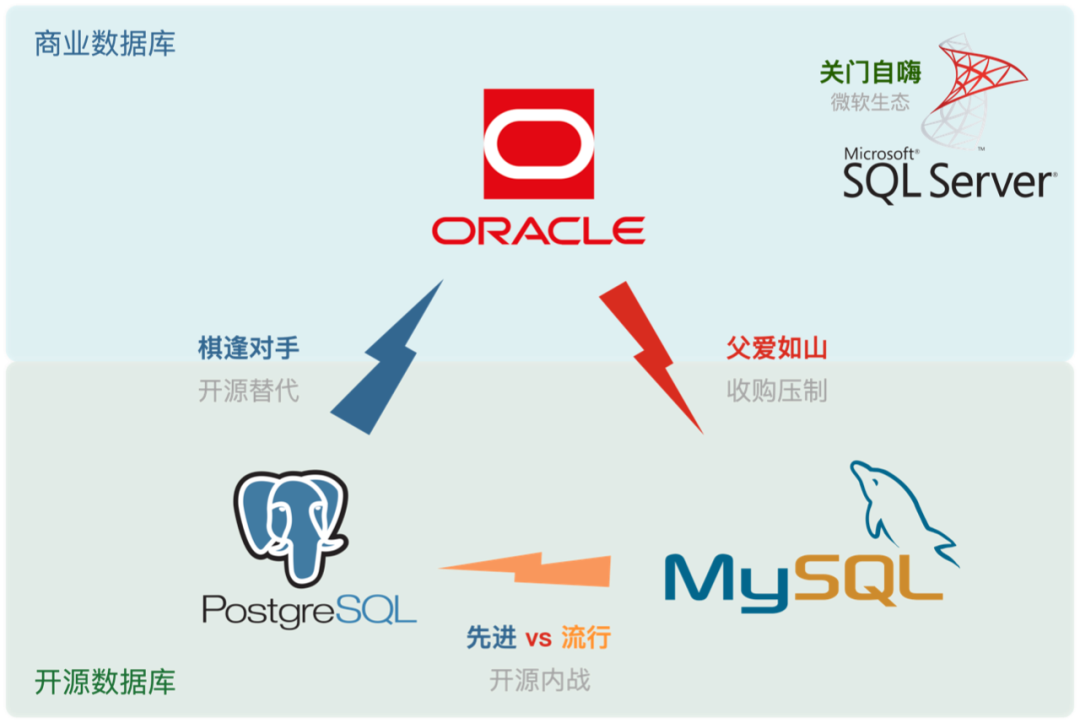 商业数据库
关门自嗨
微软生态
Microsoft®
SQL Server®
™
ORACLE
棋逢对手
开源替代
父爱如山
收购压制
PostgreSQL
MySQL
先进 vs 流行
开源内战
开源数据库